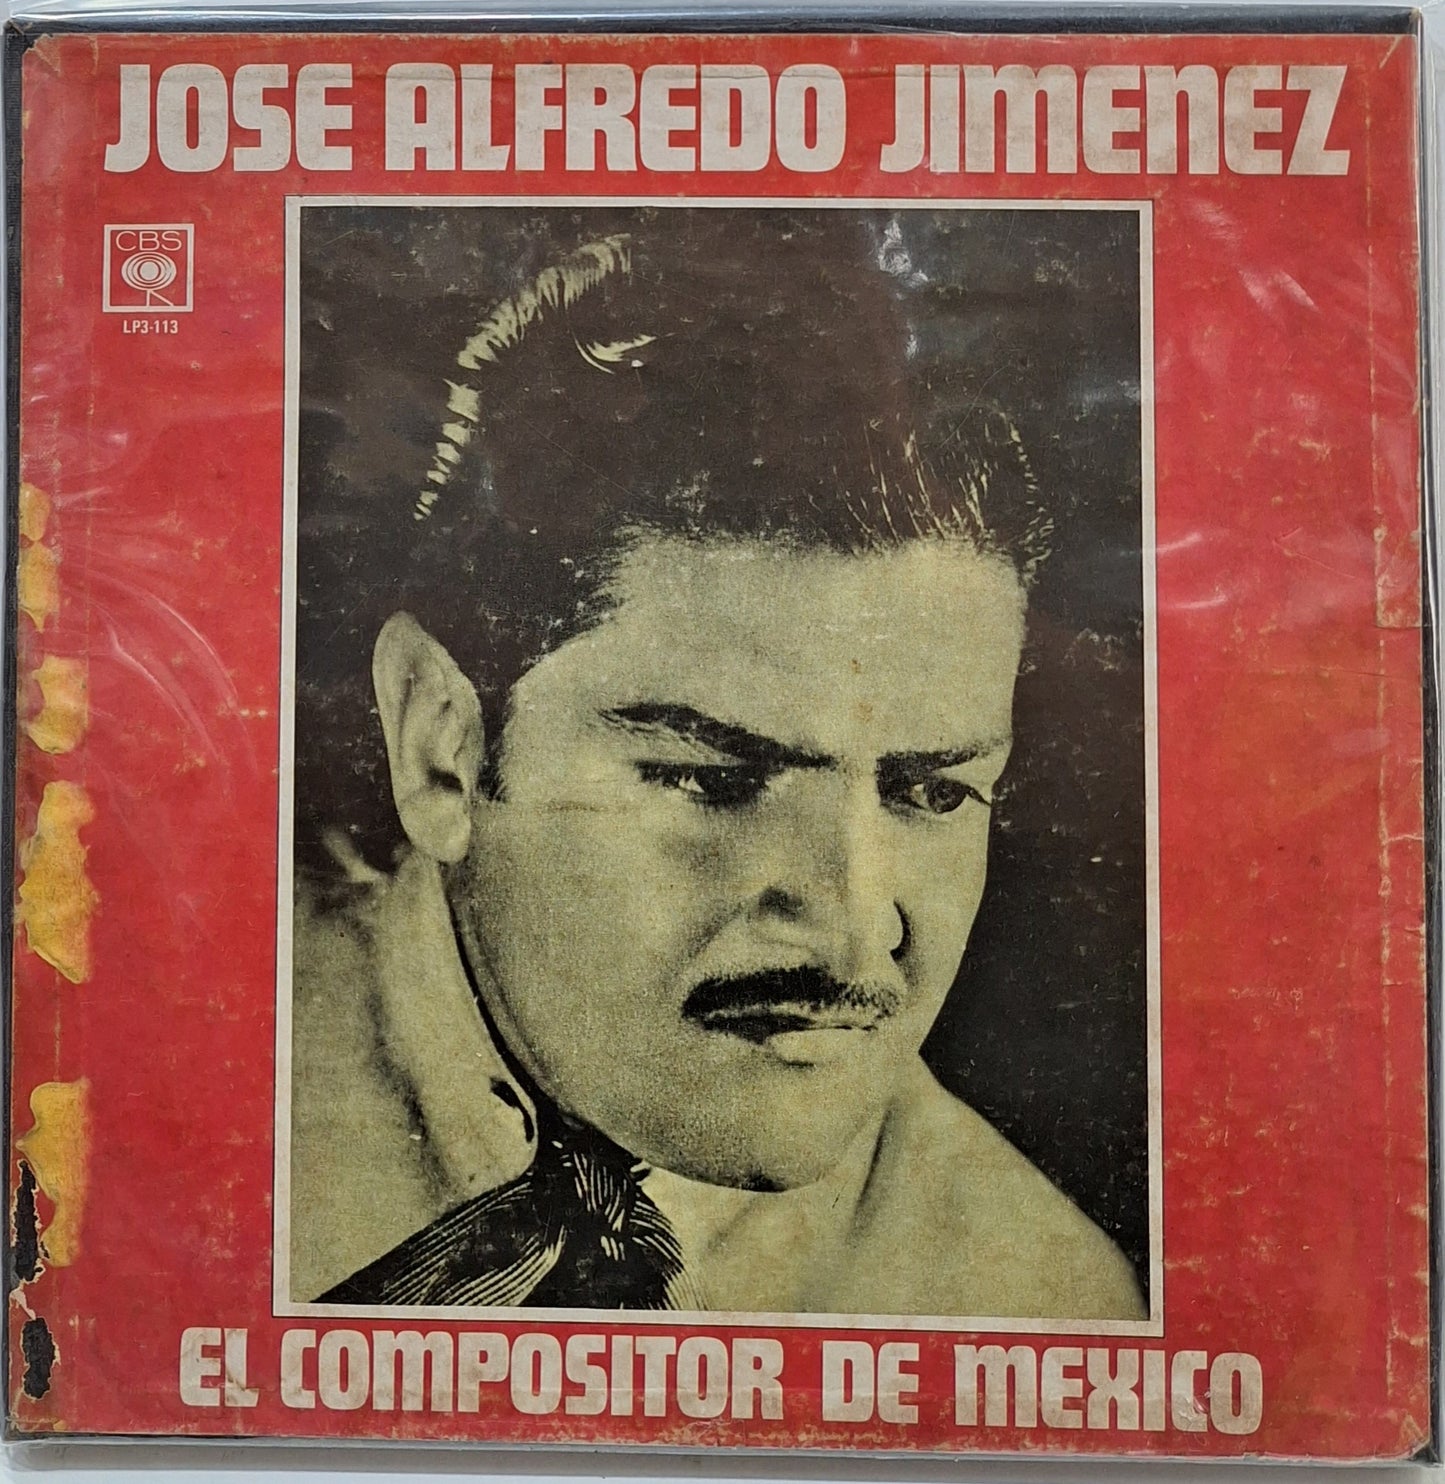 JOSE ALFREDO JIMENEZ
CBS
LP3-113
EL COMPOSITOR DE MEXICO